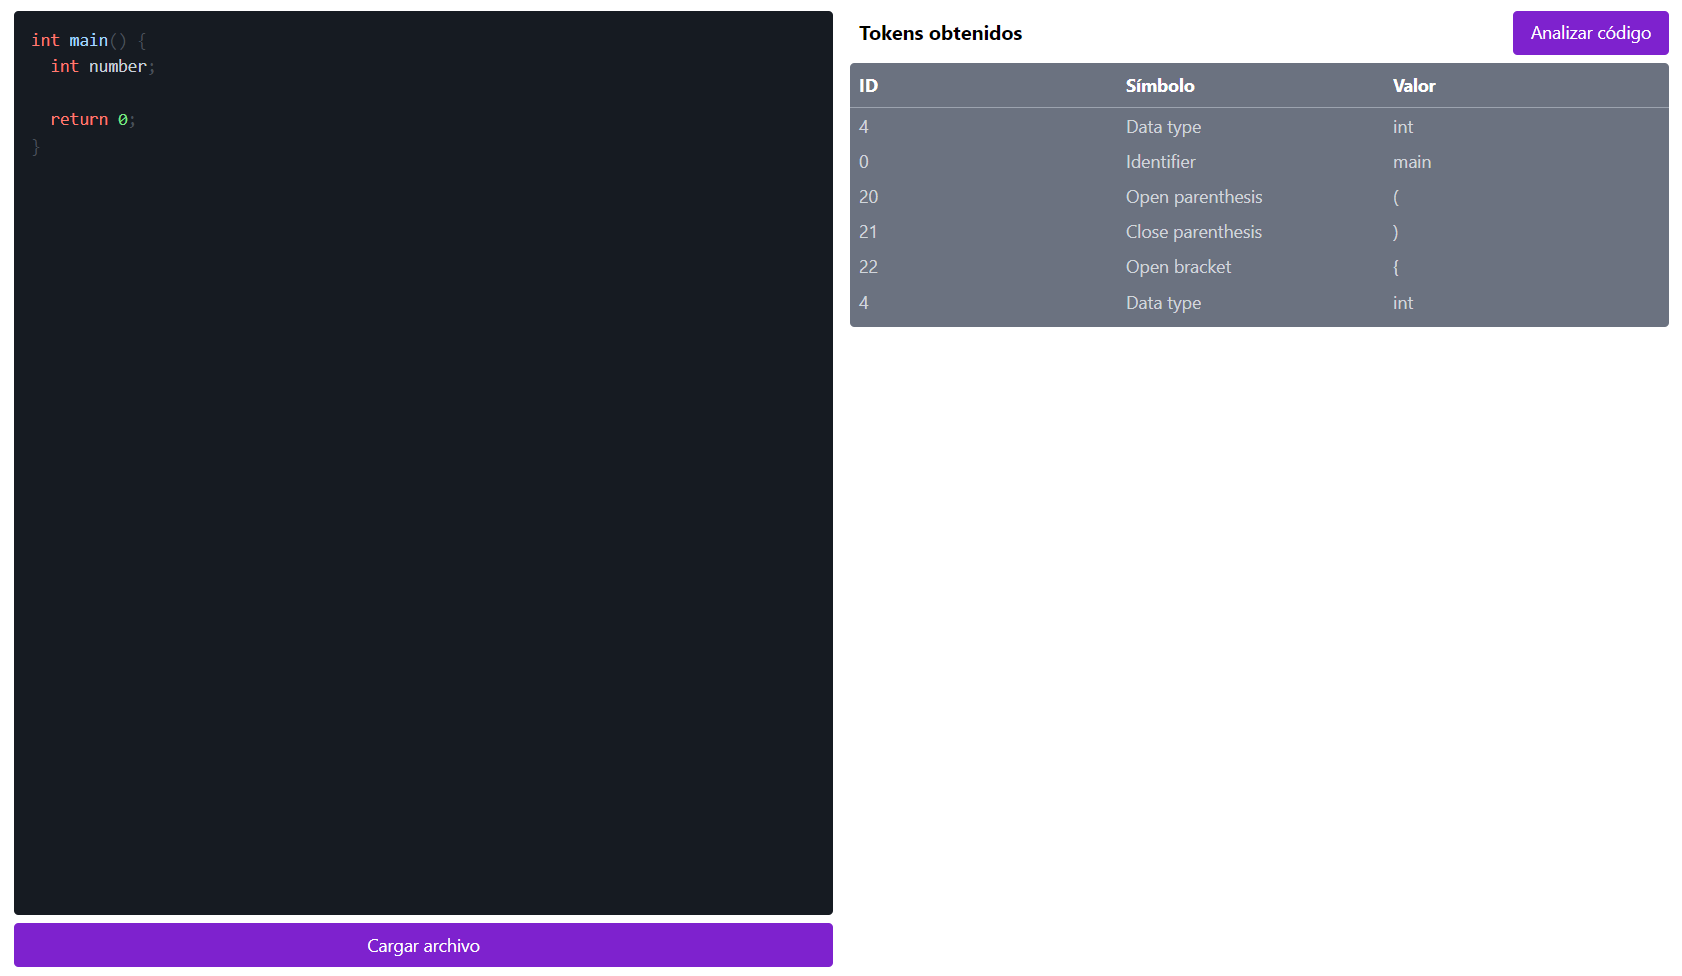 int main() {
int number;
return 0;
}
Cargar archivo
Tokens obtenidos
Analizar código
ID Símbolo Valor
4 Data type int
0 Identifier main
20 Open parenthesis (
21 Close parenthesis )
22 Open bracket {
4 Data type int